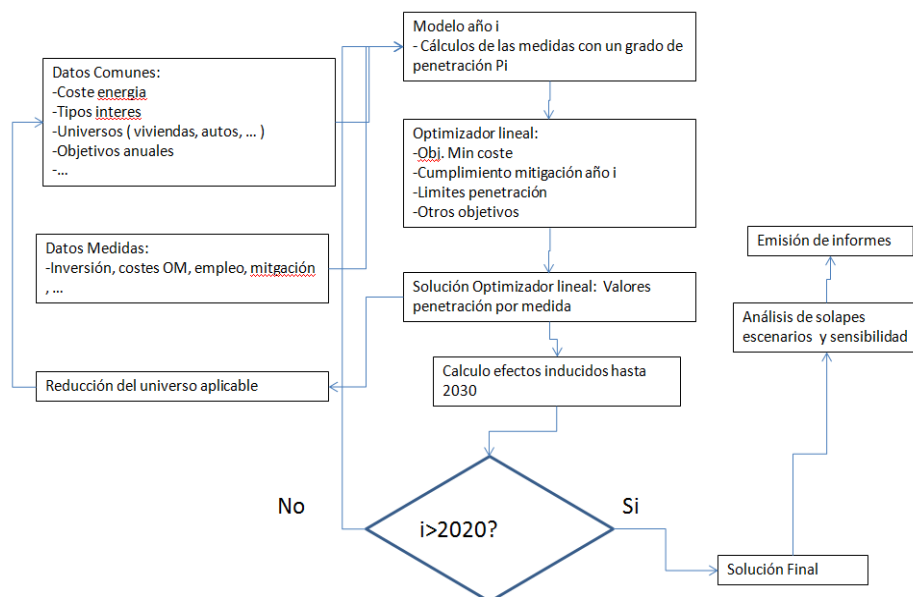 Modelo año i
- Cálculos de las medidas con un grado de
penetración Pi
Datos Comunes:
-Coste energia
-Tipos interes
-Universos ( viviendas, autos, ... )
-Objetivos anuales
-...
Optimizador lineal:
-Obj. Min coste
-Cumplimiento mitigación año i
-Limites penetración
-Otros objetivos
Datos Medidas:
-Inversión, costes OM, empleo, mitgación
, ...
Emisión de informes
Solución Optimizador lineal: Valores
penetración por medida
Análisis de solapes
escenarios y sensibilidad
Reducción del universo aplicable
Calculo efectos inducidos hasta
2030
No
Si
i>2020?
Solución Final